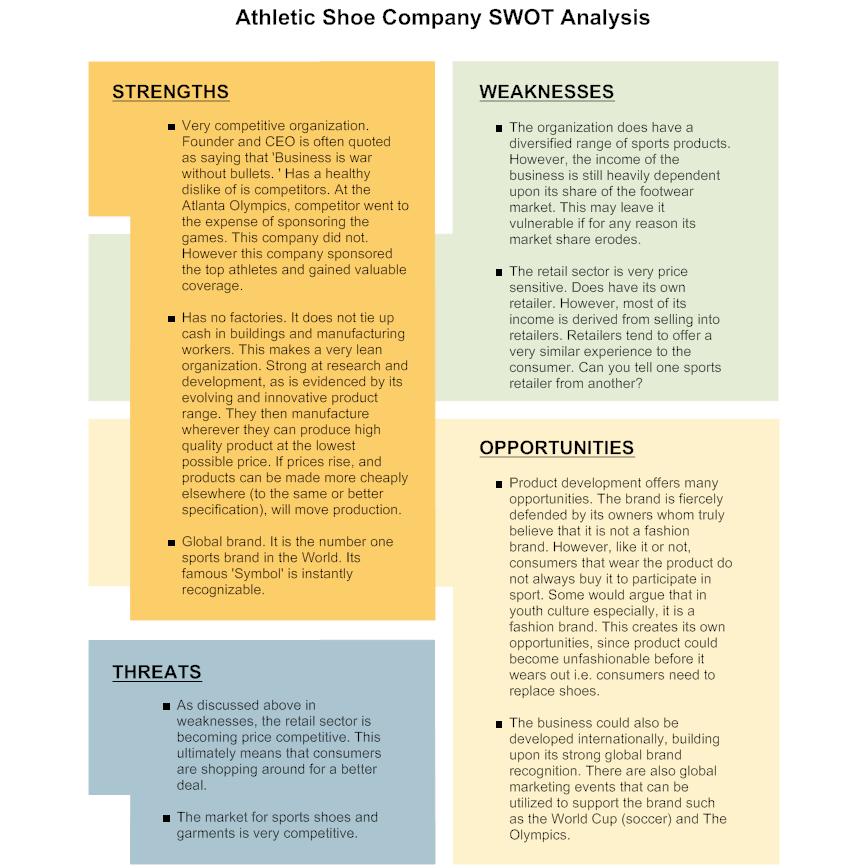 Athletic Shoe Company SWOT Analysis
STRENGTHS
Very competitive organization.
Founder and CEO is often quoted
as saying that 'Business is war
without bullets. ' Has a healthy
dislike of is competitors. At the
Atlanta Olympics, competitor went to
the expense of sponsoring the
games. This company did not.
However this company sponsored
the top athletes and gained valuable
coverage.
Has no factories. It does not tie up
cash in buildings and manufacturing
workers. This makes a very lean
organization. Strong at research and
development, as is evidenced by its
evolving and innovative product
range. They then manufacture
wherever they can produce high
quality product at the lowest
possible price. If prices rise, and
products can be made more cheaply
elsewhere (to the same or better
specification), will move production.
Global brand. It is the number one
sports brand in the World. Its
famous 'Symbol' is instantly
recognizable.
WEAKNESSES
The organization does have a
diversified range of sports products.
However, the income of the
business is still heavily dependent
upon its share of the footwear
market. This may leave it
vulnerable if for any reason its
market share erodes.
The retail sector is very price
sensitive. Does have its own
retailer. However, most of its
income is derived from selling into
retailers. Retailers tend to offer a
very similar experience to the
consumer. Can you tell one sports
retailer from another?
OPPORTUNITIES
Product development offers many
opportunities. The brand is fiercely
defended by its owners whom truly
believe that it is not a fashion
brand. However, like it or not,
consumers that wear the product do
not always buy it to participate in
sport. Some would argue that in
youth culture especially, it is a
fashion brand. This creates its own
opportunities, since product could
become unfashionable before it
wears out i.e. consumers need to
replace shoes.
The business could also be
developed internationally, building
upon its strong global brand
recognition. There are also global
marketing events that can be
utilized to support the brand such
as the World Cup (soccer) and The
Olympics.
THREATS
As discussed above in
weaknesses, the retail sector is
becoming price competitive. This
ultimately means that consumers
are shopping around for a better
deal.
The market for sports shoes and
garments is very competitive.